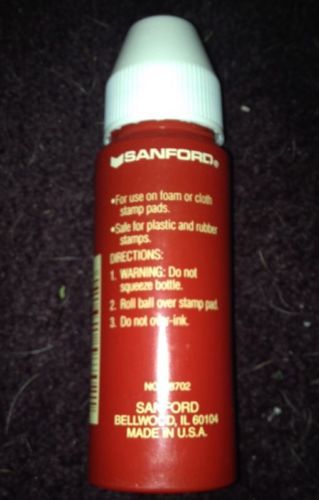 SANFORD®
•For use on foam or cloth
stamp pads.
•Safe for plastic and rubber
stamps.
DIRECTIONS:
1. WARNING: Do not
squeeze bottle.
2. Roll ball over stamp pad.
3. Do not over-ink.
SANFORD
BELLWOOD, IL 60104
MADE IN U.S.A.